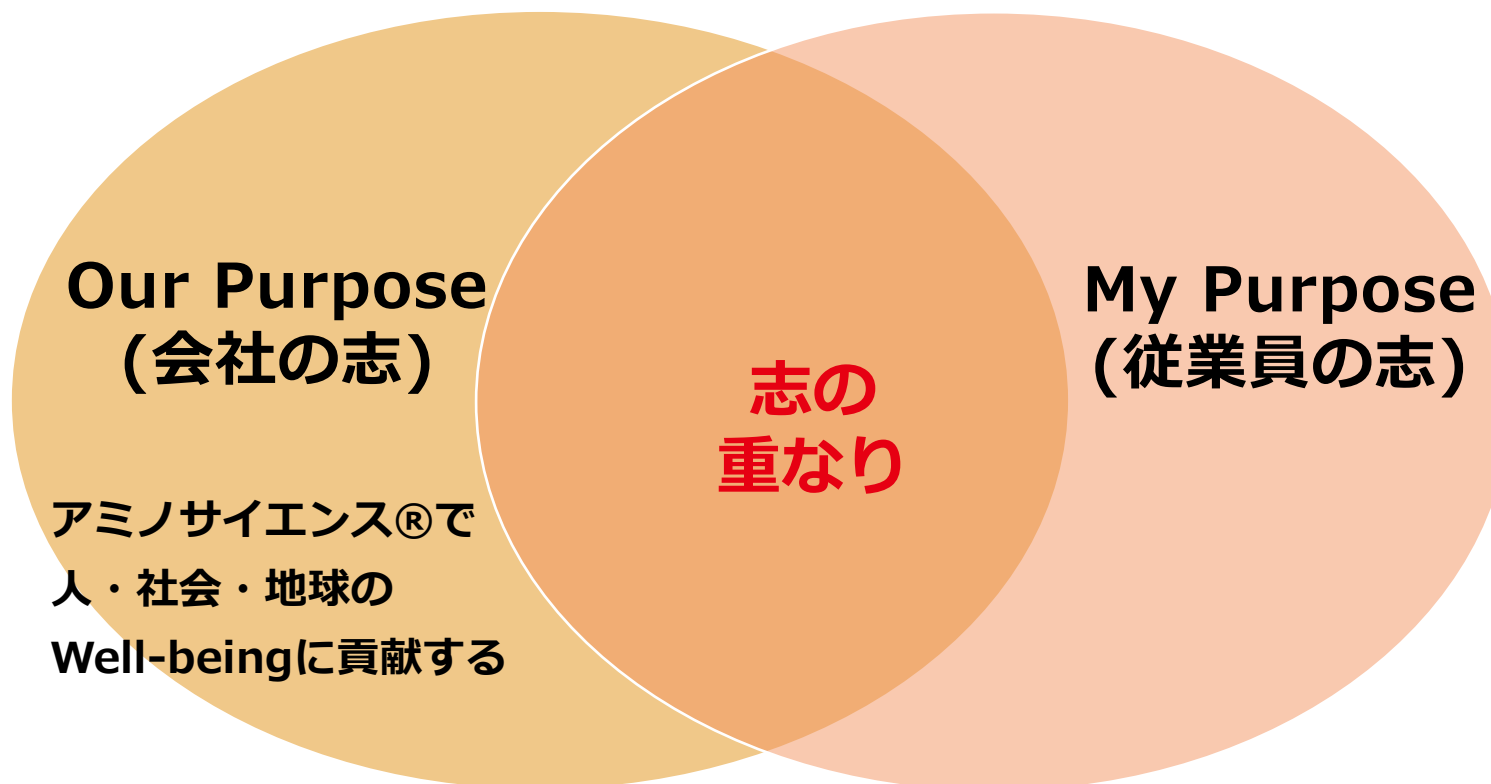 Our Purpose
(会社の志)
アミノサイエンス®で
人・社会・地球の
Well-beingに貢献する
志の
重なり
My Purpose
(従業員の志)